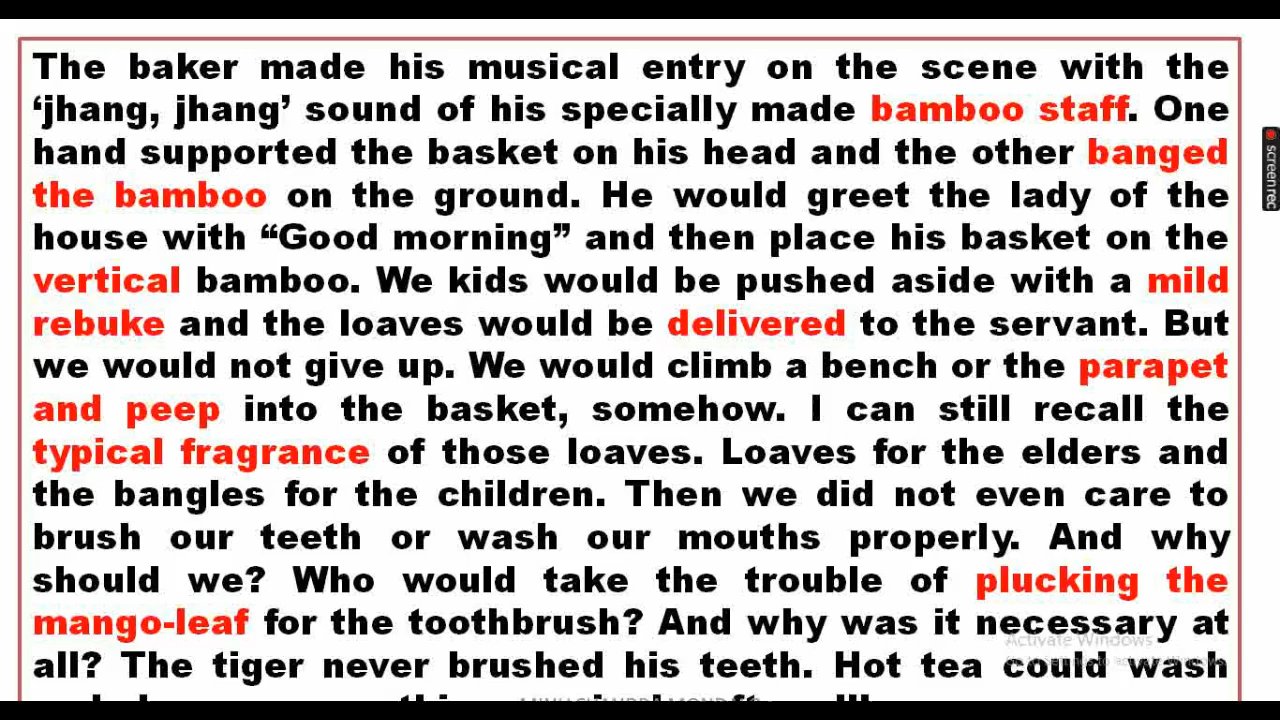 The baker made his musical entry on the scene with the
‘jhang, jhang’ sound of his specially made bamboo staff. One
hand supported the basket on his head and the other banged
the bamboo on the ground. He would greet the lady of the
house with “Good morning” and then place his basket on the
vertical bamboo. We kids would be pushed aside with a mild
rebuke and the loaves would be delivered to the servant. But
we would not give up. We would climb a bench or the parapet
and peep into the basket, somehow. I can still recall the
typical fragrance of those loaves. Loaves for the elders and
the bangles for the children. Then we did not even care to
brush our teeth or wash our mouths properly. And why
should we? Who would take the trouble of plucking the
mango-leaf for the toothbrush? And why was it necessary at
all? The tiger never brushed his teeth. Hot tea could wash
Activate Windows
screenrec